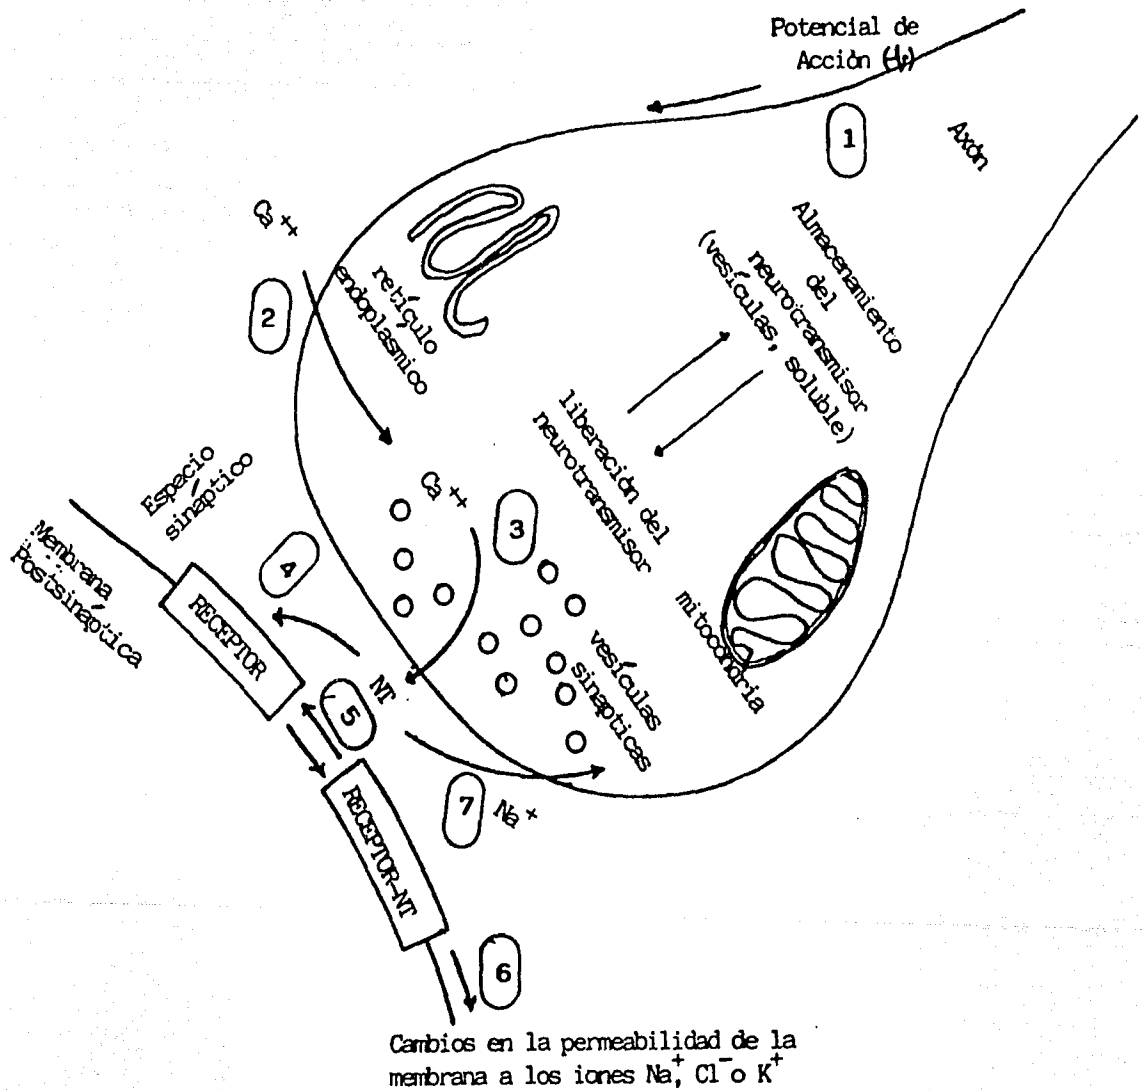 Potencial de
Acción (ψ)
1
Axón
Almacenamiento
del
neurotransmisor
(vesículas, soluble)
Ca++
2
retículo
endoplasmico
liberación del
neurotransmisor
Espacio
sináptico
Ca++
3
Membrana
Postsináptica
4
RECEPTOR
NT
5
vesículas
sinapticas
mitocondria
7
Na+
RECEPTOR-NT
6
Cambios en la permeabilidad de la
membrana a los iones Na+, Cl- o K+